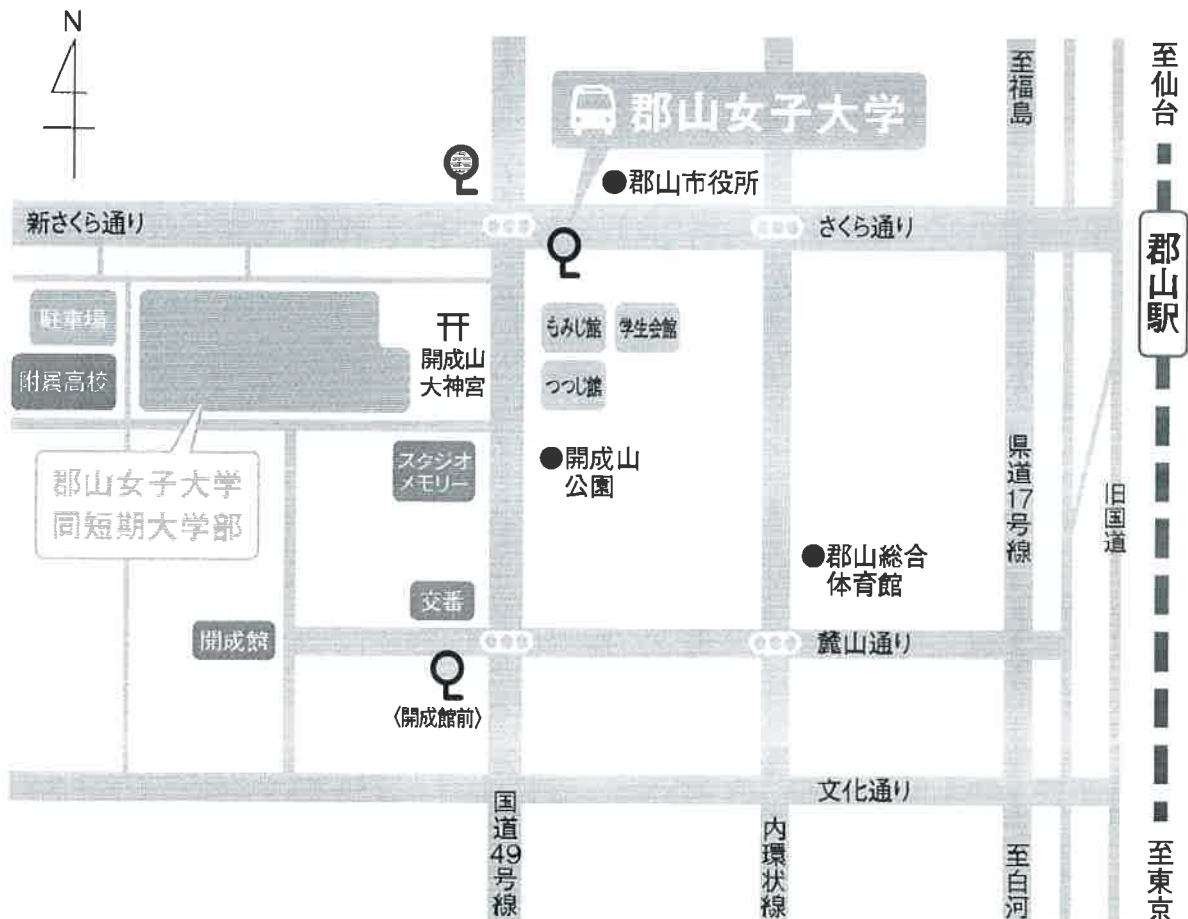 N
至仙台
至福島
郡山女子大学
●郡山市役所
新さくら通り
さくら通り
郡山駅
駐車場
附属高校
開成山
大神宮
もみじ館
学生会館
つつじ館
スタジオ
メモリー
●開成山
公園
県道17号線
旧国道
郡山女子大学
同短期大学部
●郡山総合
体育館
交番
開成館
麓山通り
〈開成館前〉
文化通り
国道49号線
内環状線
至白河
至東京